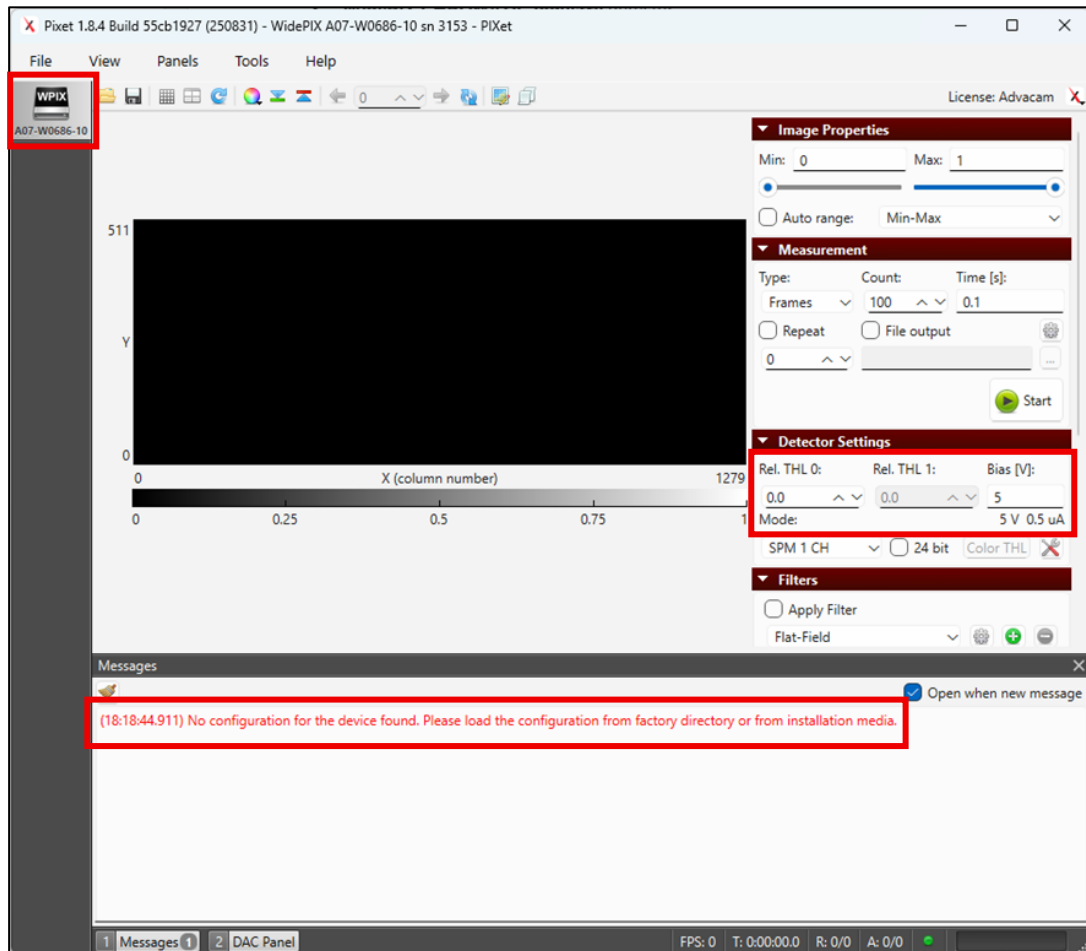 Pixet 1.8.4 Build 55cb1927 (250831) - WidePIX A07-W0686-10 sn 3153 - PIXet
File View Panels Tools Help
WPIX
A07-W0686-10
0
License: Advacam
Image Properties
Min: 0 Max: 1
Auto range: Min-Max
Measurement
Type: Count: Time [s]:
Frames 100 0.1
Repeat File output
0 ...
Start
Detector Settings
Rel. THL 0: Rel. THL 1: Bias [V]:
0.0 0.0 5
Mode: 5 V 0.5 uA
SPM 1 CH 24 bit Color THL
Filters
Apply Filter
Flat-Field
511
Y
0
0 X (column number) 1279
0 0.25 0.5 0.75 1
Messages
Open when new message
(18:18:44.911) No configuration for the device found. Please load the configuration from factory directory or from installation media.
1 Messages 1 2 DAC Panel FPS: 0 T: 0:00:00.0 R: 0/0 A: 0/0